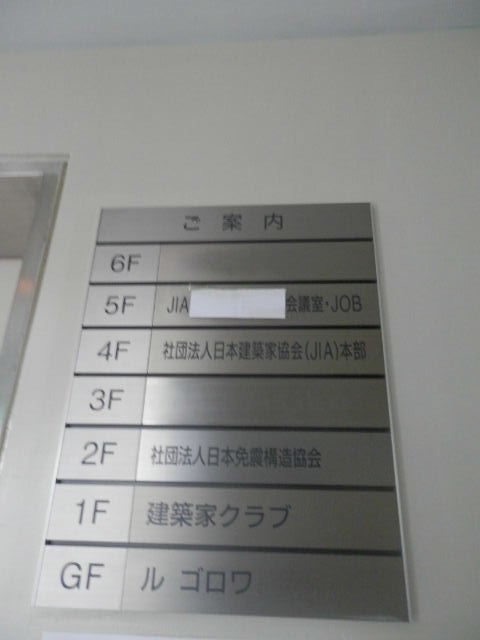 ご案内
6F
5F JIA 会議室・JOB
4F 社団法人日本建築家協会(JIA)本部
3F
2F 社団法人日本免震構造協会
1F 建築家クラブ
GF ル ゴロワ